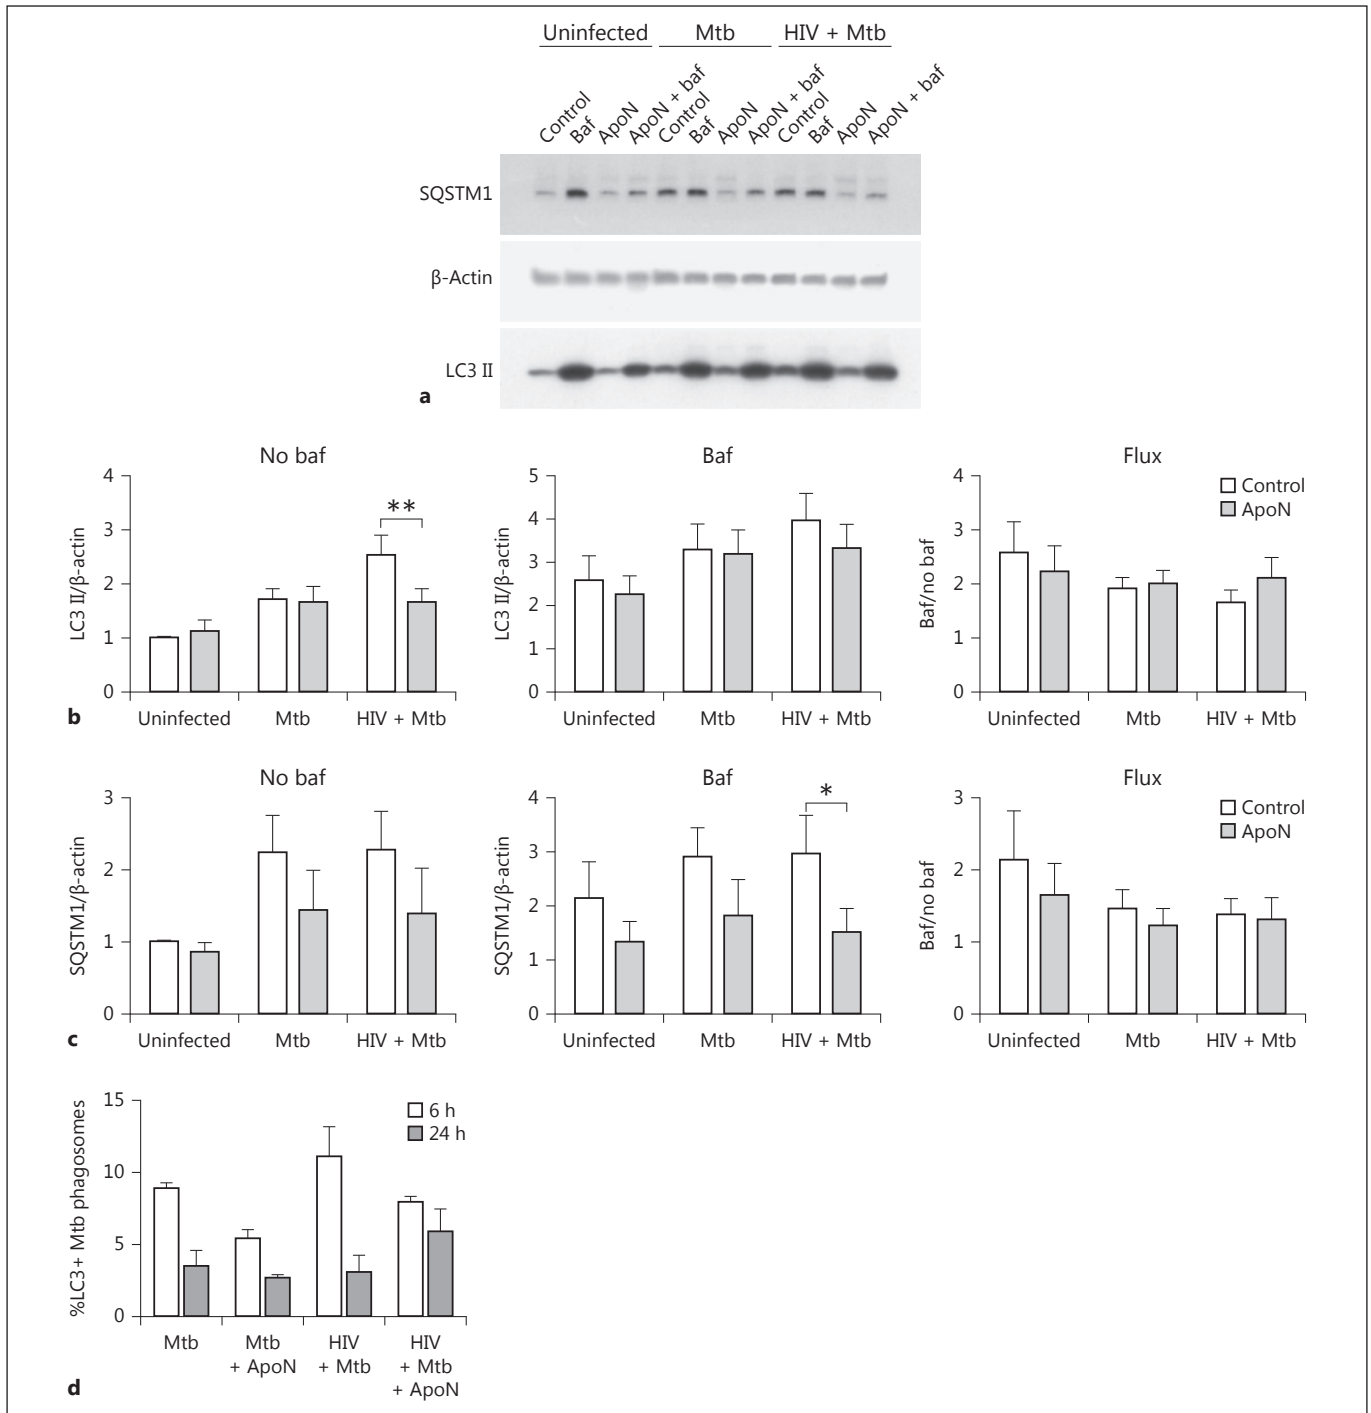 Uninfected Mtb HIV + Mtb
Control Baf ApoN ApoN + baf Control Baf ApoN ApoN + baf Control Baf ApoN ApoN + baf
SQSTM1
β-Actin
LC3 II
a
No baf
LC3 II/β-actin
4
3
2
1
0
**
Uninfected Mtb HIV + Mtb
Baf
LC3 II/β-actin
5
4
3
2
1
0
Uninfected Mtb HIV + Mtb
Flux
Baf/no baf
4
3
2
1
0
Control
ApoN
Uninfected Mtb HIV + Mtb
b
No baf
SQSTM1/β-actin
3
2
1
0
Uninfected Mtb HIV + Mtb
Baf
SQSTM1/β-actin
4
3
2
1
0
*
Uninfected Mtb HIV + Mtb
Flux
Baf/no baf
3
2
1
0
Control
ApoN
Uninfected Mtb HIV + Mtb
c
%LC3+ Mtb phagosomes
15
10
5
0
6 h
24 h
Mtb
Mtb
+ ApoN
HIV
+ Mtb
HIV
+ Mtb
+ ApoN
d